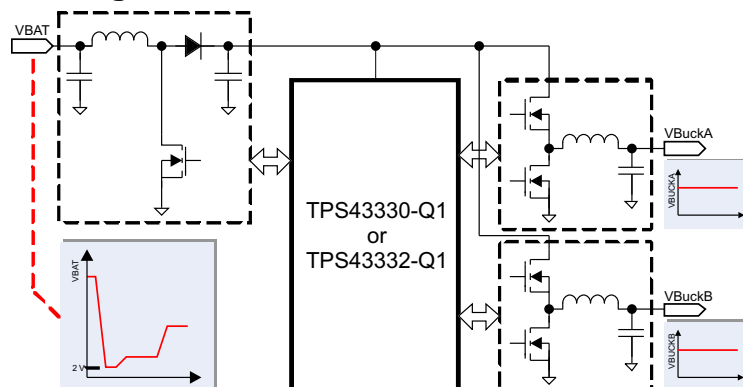 VBAT
VBuckA
VBUCKA
TPS43330-Q1
or
TPS43332-Q1
VBAT
2 V
VBuckB
VBUCKB